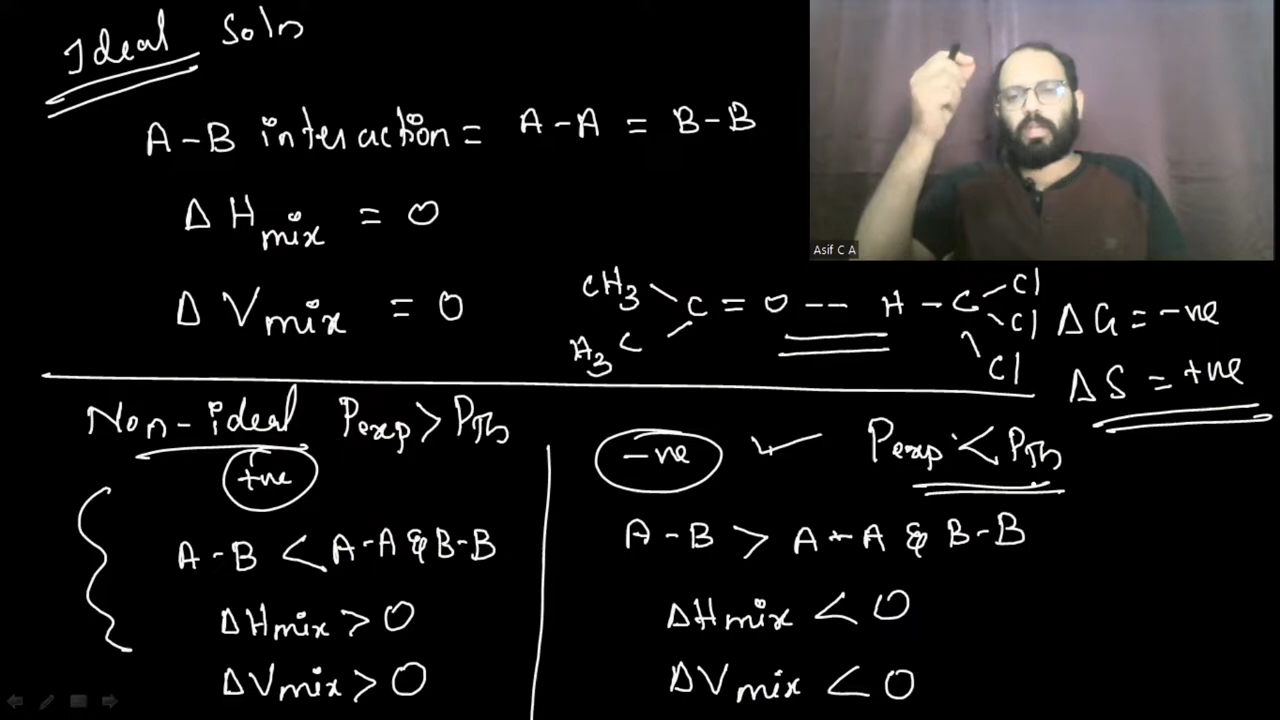 Ideal Soln
A-B interaction = A-A = B-B
ΔH mix = 0
ΔV mix = 0
Asif C A
CH3
C = O -- H - C
Cl
Cl
Cl
H3C
ΔG = -ve
ΔS = +ve
Non-ideal Pexp > PTh
+ve
A-B < A-A & B-B
ΔHmix > 0
ΔVmix > 0
-ve ✓ Pexp < PTh
A-B > A-A & B-B
ΔHmix < 0
ΔVmix < 0